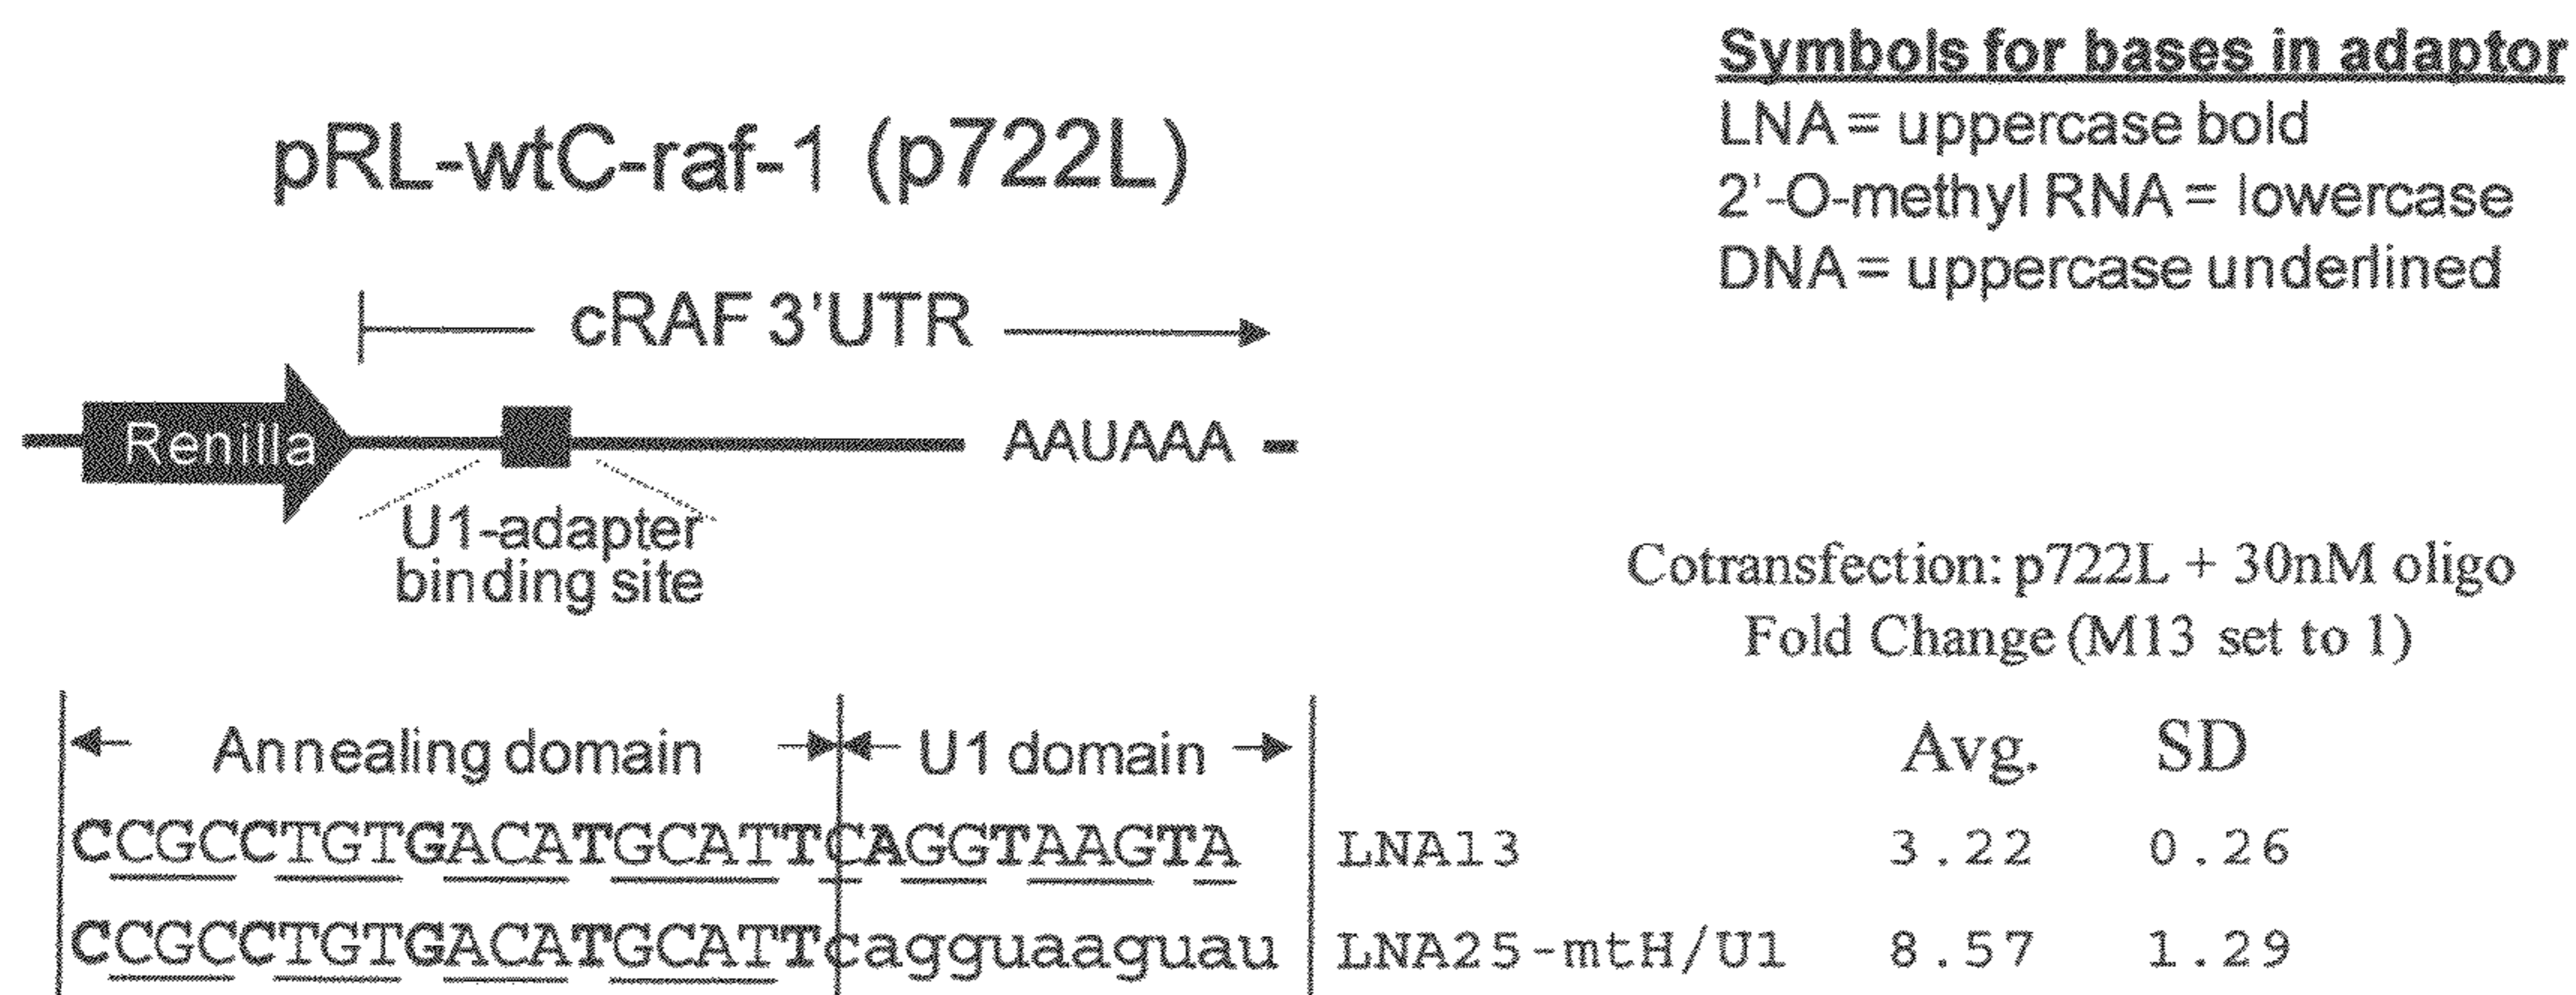 Symbols for bases in adaptor
LNA = uppercase bold
2'-O-methyl RNA = lowercase
DNA = uppercase underlined
pRL-wtC-raf-1 (p722L)
cRAF 3'UTR
Renilla
AAUAAA
U1-adapter
binding site
Cotransfection: p722L + 30nM oligo
Fold Change (M13 set to 1)
Annealing domain U1 domain Avg. SD
CCGCCTGTGACATGCATTCAGGTAAGTA LNA13 3.22 0.26
CCGCCTGTGACATGCATTcagguaaguau LNA25-mtH/U1 8.57 1.29